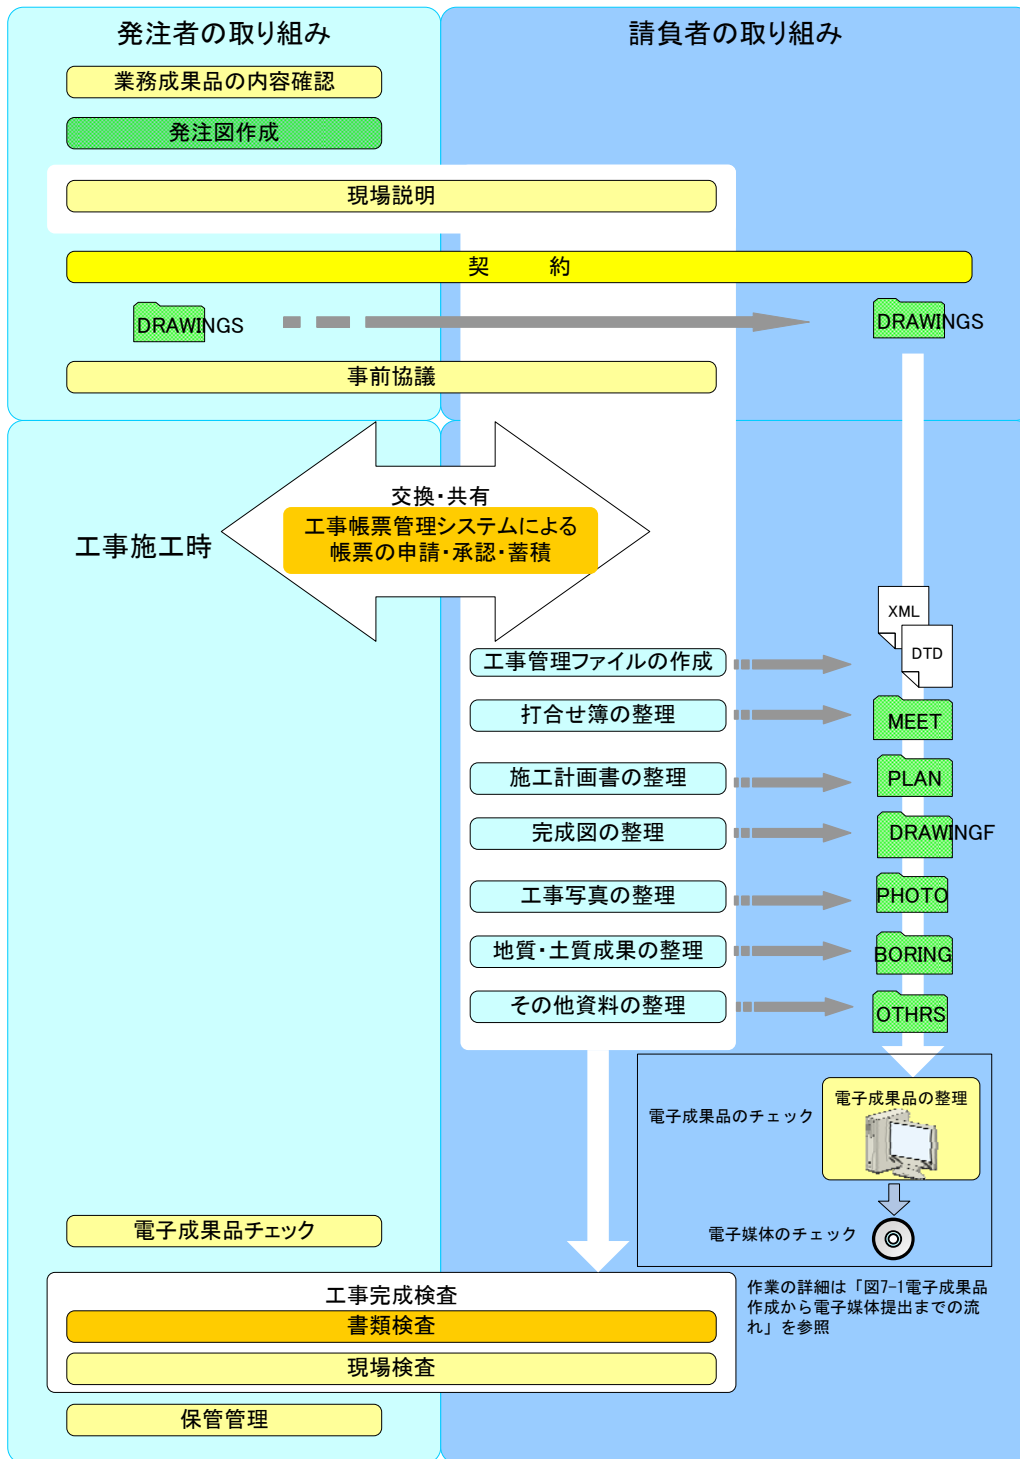 発注者の取り組み
請負者の取り組み
業務成果品の内容確認
発注図作成
現場説明
契 約
DRAWINGS
DRAWINGS
事前協議
交換・共有
工事帳票管理システムによる
帳票の申請・承認・蓄積
工事施工時
XML
DTD
工事管理ファイルの作成
打合せ簿の整理
MEET
施工計画書の整理
PLAN
完成図の整理
DRAWINGF
工事写真の整理
PHOTO
地質・土質成果の整理
BORING
その他資料の整理
OTHRS
電子成果品の整理
電子成果品のチェック
電子媒体のチェック
電子成果品チェック
作業の詳細は「図7-1電子成果品
作成から電子媒体提出までの流
れ」を参照
工事完成検査
書類検査
現場検査
保管管理